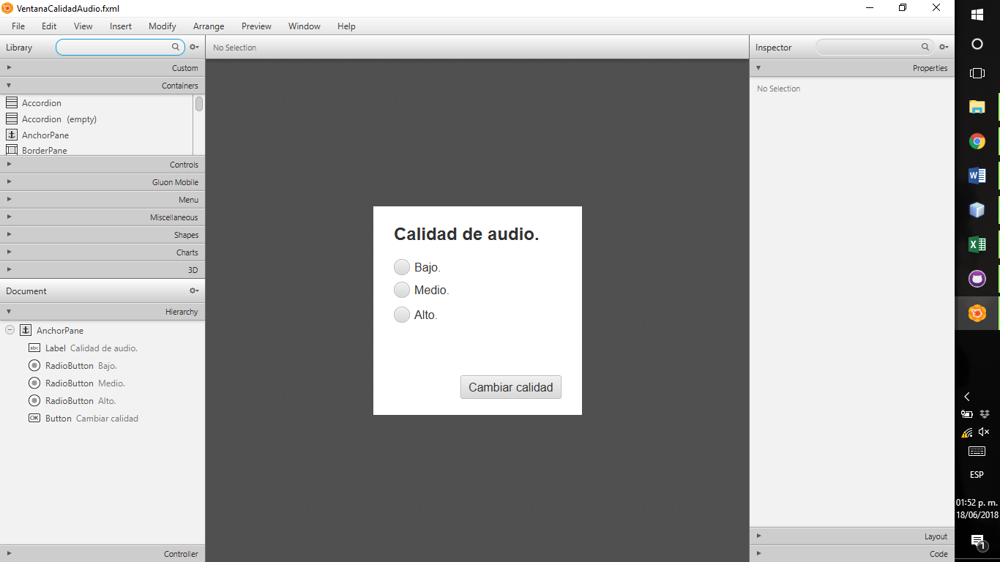 VentanaCalidadAudio.fxml
File Edit View Insert Modify Arrange Preview Window Help
Library
No Selection
Inspector
Custom
Containers
Accordion
Accordion (empty)
AnchorPane
BorderPane
Controls
Gluon Mobile
Menu
Miscellaneous
Shapes
Charts
3D
Document
Hierarchy
AnchorPane
abc Label Calidad de audio.
RadioButton Bajo.
RadioButton Medio.
RadioButton Alto.
OK Button Cambiar calidad
Controller
Calidad de audio.
Bajo.
Medio.
Alto.
Cambiar calidad
Properties
No Selection
Layout
Code
W
X
ESP
01:52 p. m.
18/06/2018
1